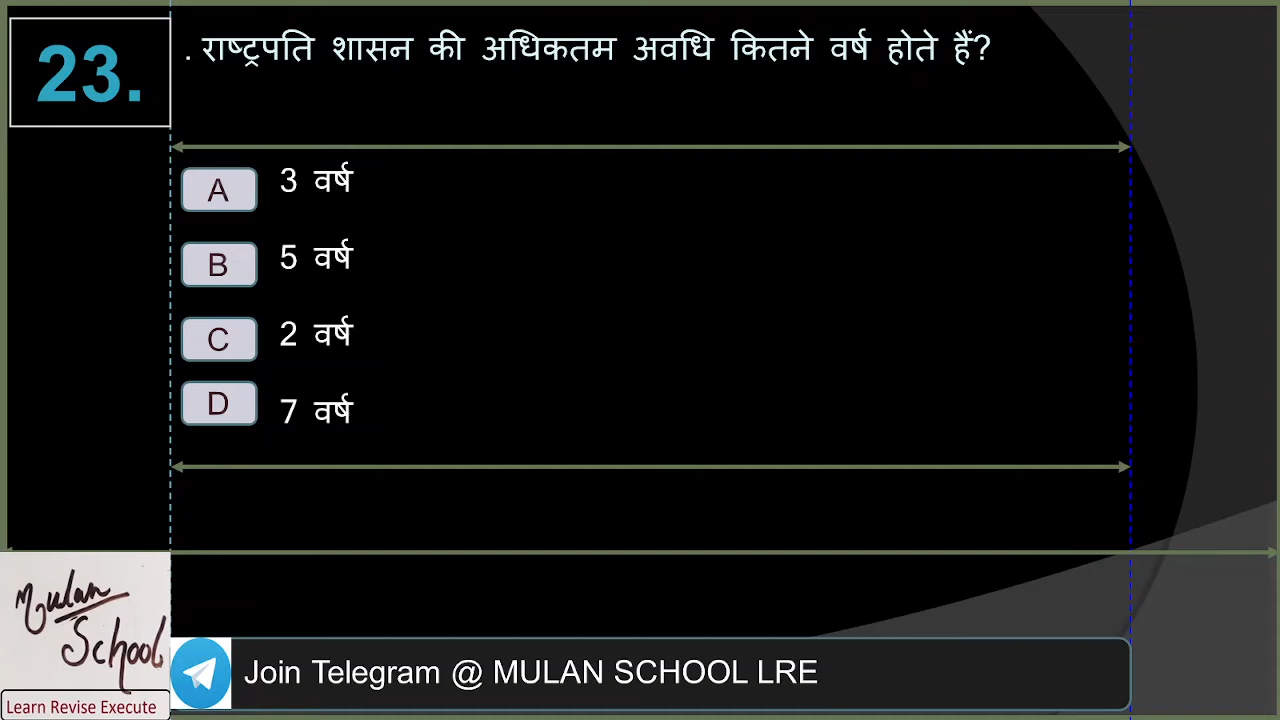 23.
. राष्ट्रपति शासन की अधिकतम अवधि कितने वर्ष होते हैं?
A 3 वर्ष
B 5 वर्ष
C 2 वर्ष
D 7 वर्ष
Mulan
School
Learn Revise Execute
Join Telegram @ MULAN SCHOOL LRE